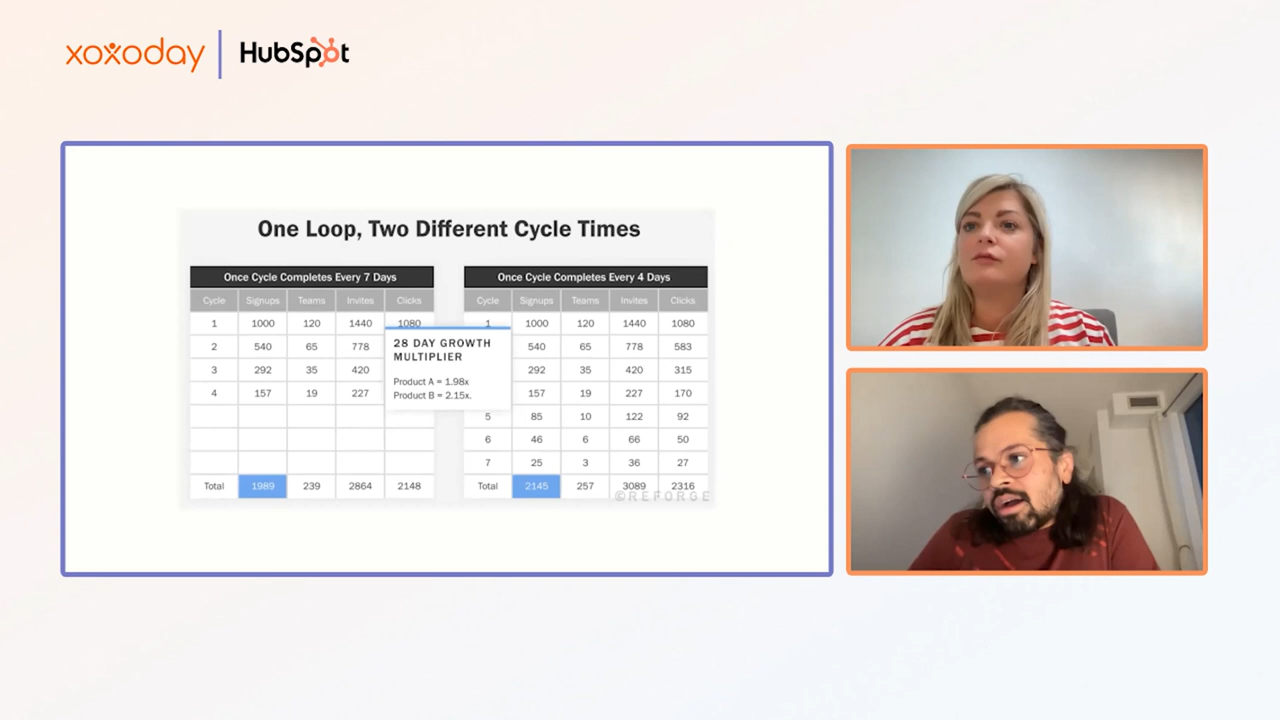 xoxoday | HubSpot
One Loop, Two Different Cycle Times
Once Cycle Completes Every 7 Days
Cycle Signups Teams Invites Clicks
1 1000 120 1440 1080
2 540 65 778
3 292 35 420
4 157 19 227
Total 1989 239 2864 2148
28 DAY GROWTH
MULTIPLIER
Product A = 1.98x
Product B = 2.15x.
Once Cycle Completes Every 4 Days
Cycle Signups Teams Invites Clicks
1 1000 120 1440 1080
540 65 778 583
292 35 420 315
157 19 227 170
5 85 10 122 92
6 46 6 66 50
7 25 3 36 27
Total 2145 257 3089 2316
©REFORGE